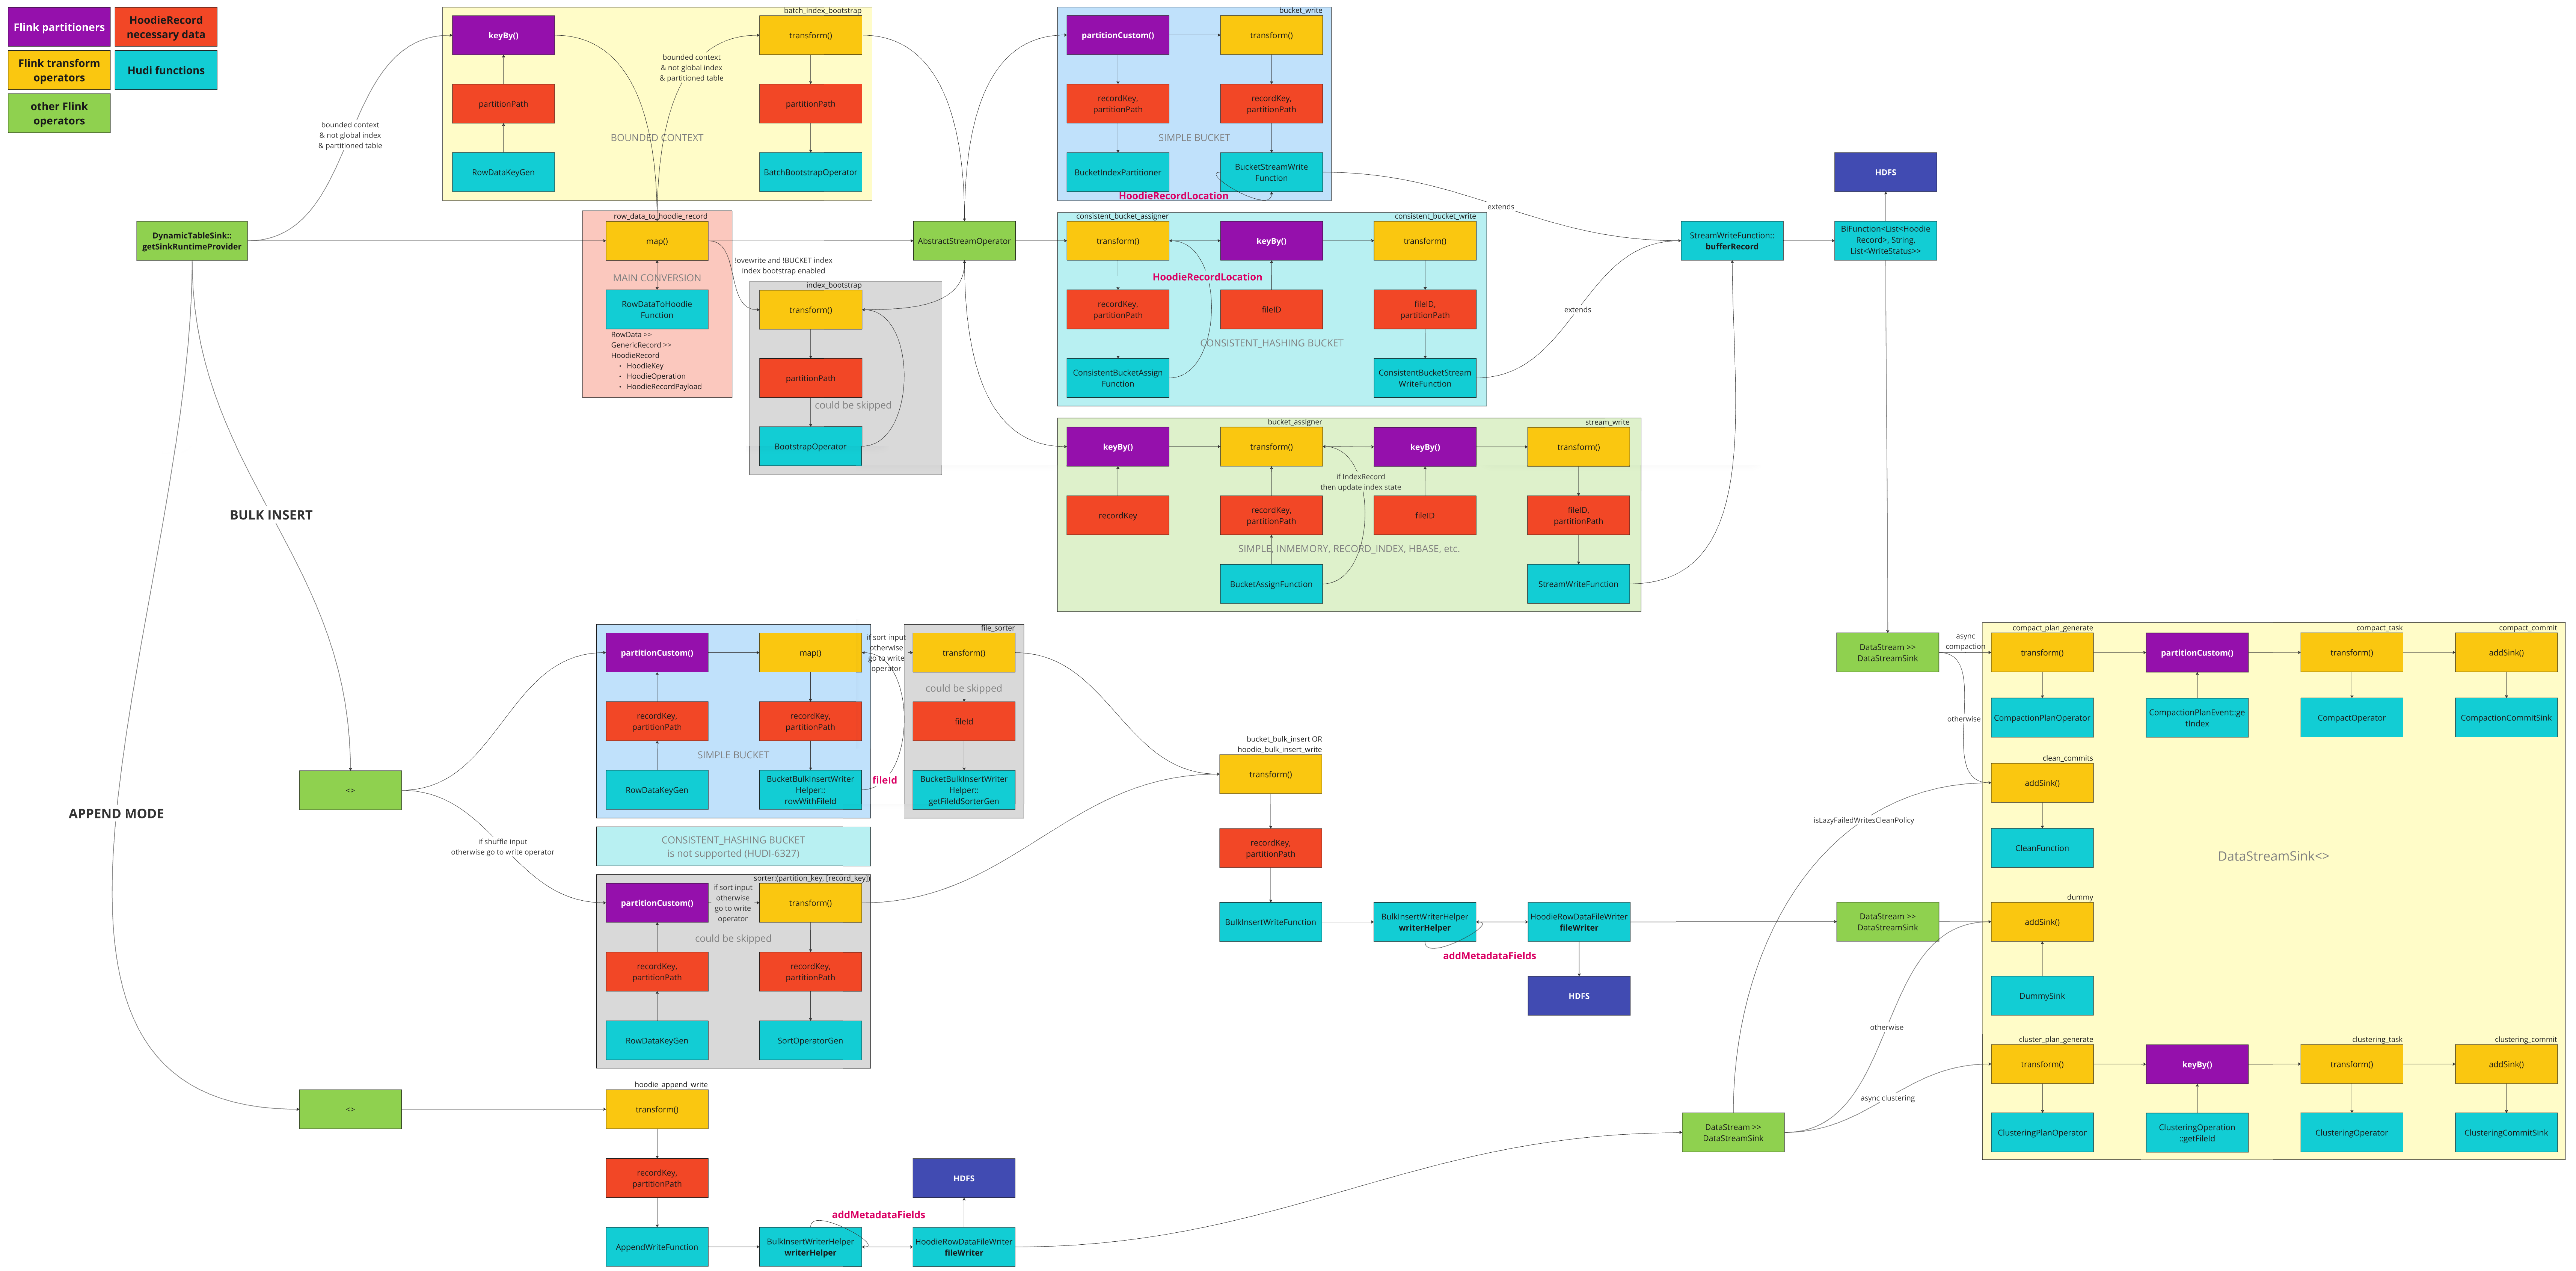 Flink partitioners
HoodieRecord
necessary data
Flink transform
operators
Hudi functions
other Flink
operators
batch_index_bootstrap
keyBy()
transform()
bounded context
& not global index
& partitioned table
bounded context
& not global index
& partitioned table
partitionPath
partitionPath
BOUNDED CONTEXT
RowDataKeyGen
BatchBootstrapOperator
bucket_write
partitionCustom()
transform()
recordKey,
partitionPath
recordKey,
partitionPath
SIMPLE BUCKET
BucketIndexPartitioner
BucketStreamWrite
Function
HoodieRecordLocation
extends
HDFS
DynamicTableSink::
getSinkRuntimeProvider
row_data_to_hoodie_record
map()
MAIN CONVERSION
RowDataToHoodie
Function
RowData >>
GenericRecord >>
HoodieRecord
• HoodieKey
• HoodieOperation
• HoodieRecordPayload
!ovewrite and !BUCKET index
index bootstrap enabled
index_bootstrap
transform()
partitionPath
could be skipped
BootstrapOperator
AbstractStreamOperator
consistent_bucket_assigner
consistent_bucket_write
transform()
keyBy()
transform()
HoodieRecordLocation
recordKey,
partitionPath
fileID
fileID,
partitionPath
CONSISTENT_HASHING BUCKET
ConsistentBucketAssign
Function
ConsistentBucketStream
WriteFunction
extends
StreamWriteFunction::
bufferRecord
BiFunction<List<Hoodie
Record>, String,
List<WriteStatus>>
bucket_assigner
stream_write
keyBy()
transform()
keyBy()
transform()
if IndexRecord
then update index state
recordKey
recordKey,
partitionPath
fileID
fileID,
partitionPath
SIMPLE, INMEMORY, RECORD_INDEX, HBASE, etc.
BucketAssignFunction
StreamWriteFunction
BULK INSERT
APPEND MODE
<>
partitionCustom()
map()
if sort input
otherwise
go to write
operator
file_sorter
transform()
could be skipped
recordKey,
partitionPath
recordKey,
partitionPath
fileId
SIMPLE BUCKET
RowDataKeyGen
BucketBulkInsertWriter
Helper::
rowWithFileId
fileId
BucketBulkInsertWriter
Helper::
getFileIdSorterGen
CONSISTENT_HASHING BUCKET
is not supported (HUDI-6327)
if shuffle input
otherwise go to write operator
sorter:(partition_key, [record_key])
partitionCustom()
if sort input
otherwise
go to write
operator
transform()
could be skipped
recordKey,
partitionPath
recordKey,
partitionPath
RowDataKeyGen
SortOperatorGen
bucket_bulk_insert OR
hoodie_bulk_insert_write
transform()
recordKey,
partitionPath
BulkInsertWriteFunction
BulkInsertWriterHelper
writerHelper
addMetadataFields
HoodieRowDataFileWriter
fileWriter
HDFS
DataStream >>
DataStreamSink
DataStream >>
DataStreamSink
async
compaction
otherwise
compact_plan_generate
compact_task
compact_commit
transform()
partitionCustom()
transform()
addSink()
CompactionPlanOperator
CompactionPlanEvent::ge
tIndex
CompactOperator
CompactionCommitSink
clean_commits
addSink()
isLazyFailedWritesCleanPolicy
CleanFunction
DataStreamSink<>
dummy
addSink()
DummySink
otherwise
cluster_plan_generate
clustering_task
clustering_commit
transform()
keyBy()
transform()
addSink()
async clustering
ClusteringPlanOperator
ClusteringOperation
::getFileId
ClusteringOperator
ClusteringCommitSink
DataStream >>
DataStreamSink
<>
hoodie_append_write
transform()
recordKey,
partitionPath
AppendWriteFunction
addMetadataFields
BulkInsertWriterHelper
writerHelper
HDFS
HoodieRowDataFileWriter
fileWriter